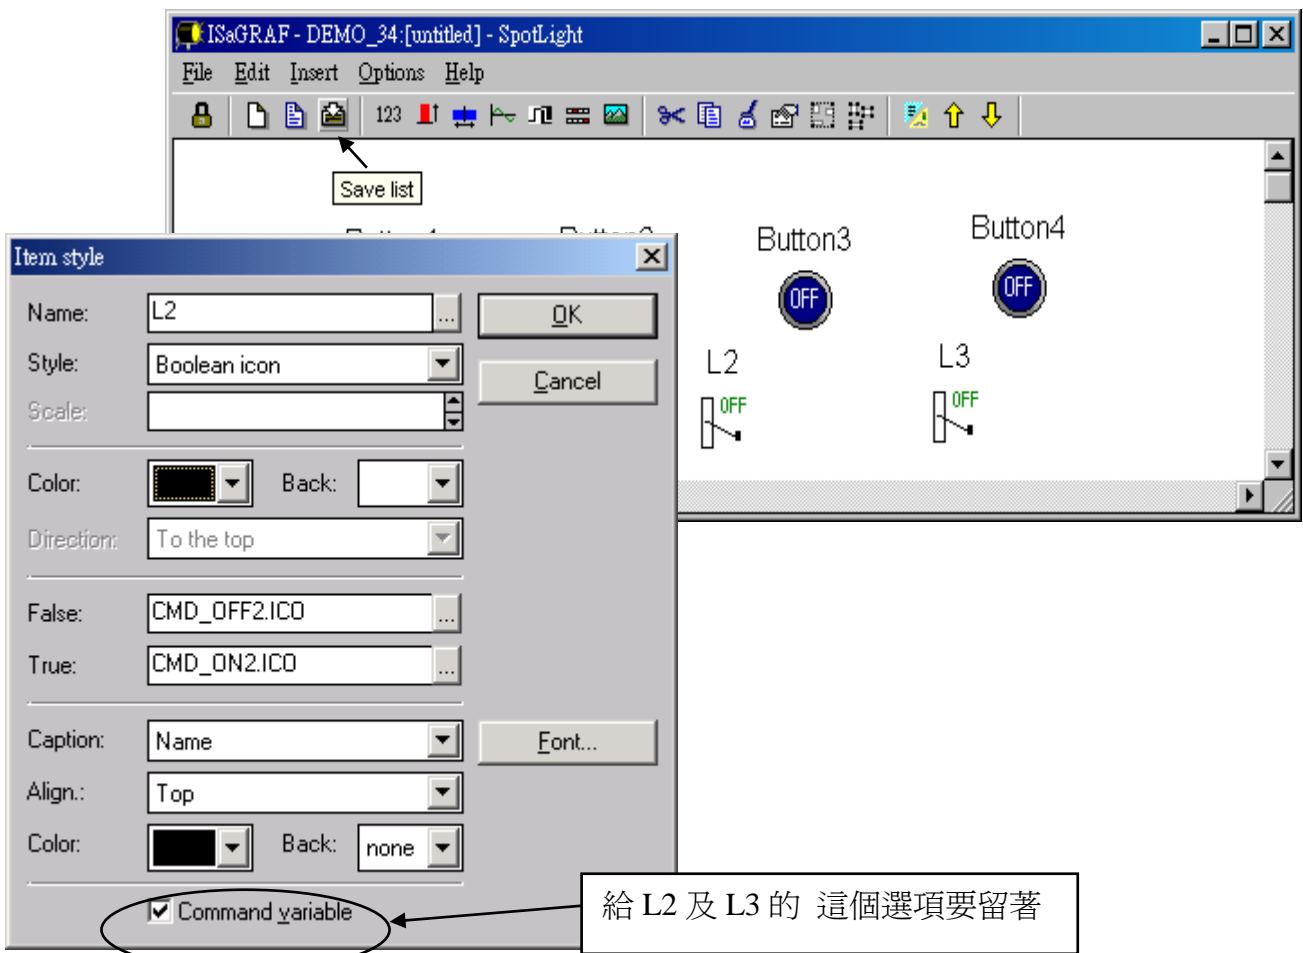 ISaGRAF - DEMO_34:[untitled] - SpotLight
File Edit Insert Options Help
123
Save list
Button3
Button4
OFF
OFF
L2
L3
OFF
OFF
Item style
Name: L2 ...
OK
Style: Boolean icon
Cancel
Scale:
Color: Back:
Direction: To the top
False: CMD_OFF2.ICO ...
True: CMD_ON2.ICO ...
Caption: Name
Font...
Align.: Top
Color: Back: none
Command variable
給 L2 及 L3 的 這個選項要留著